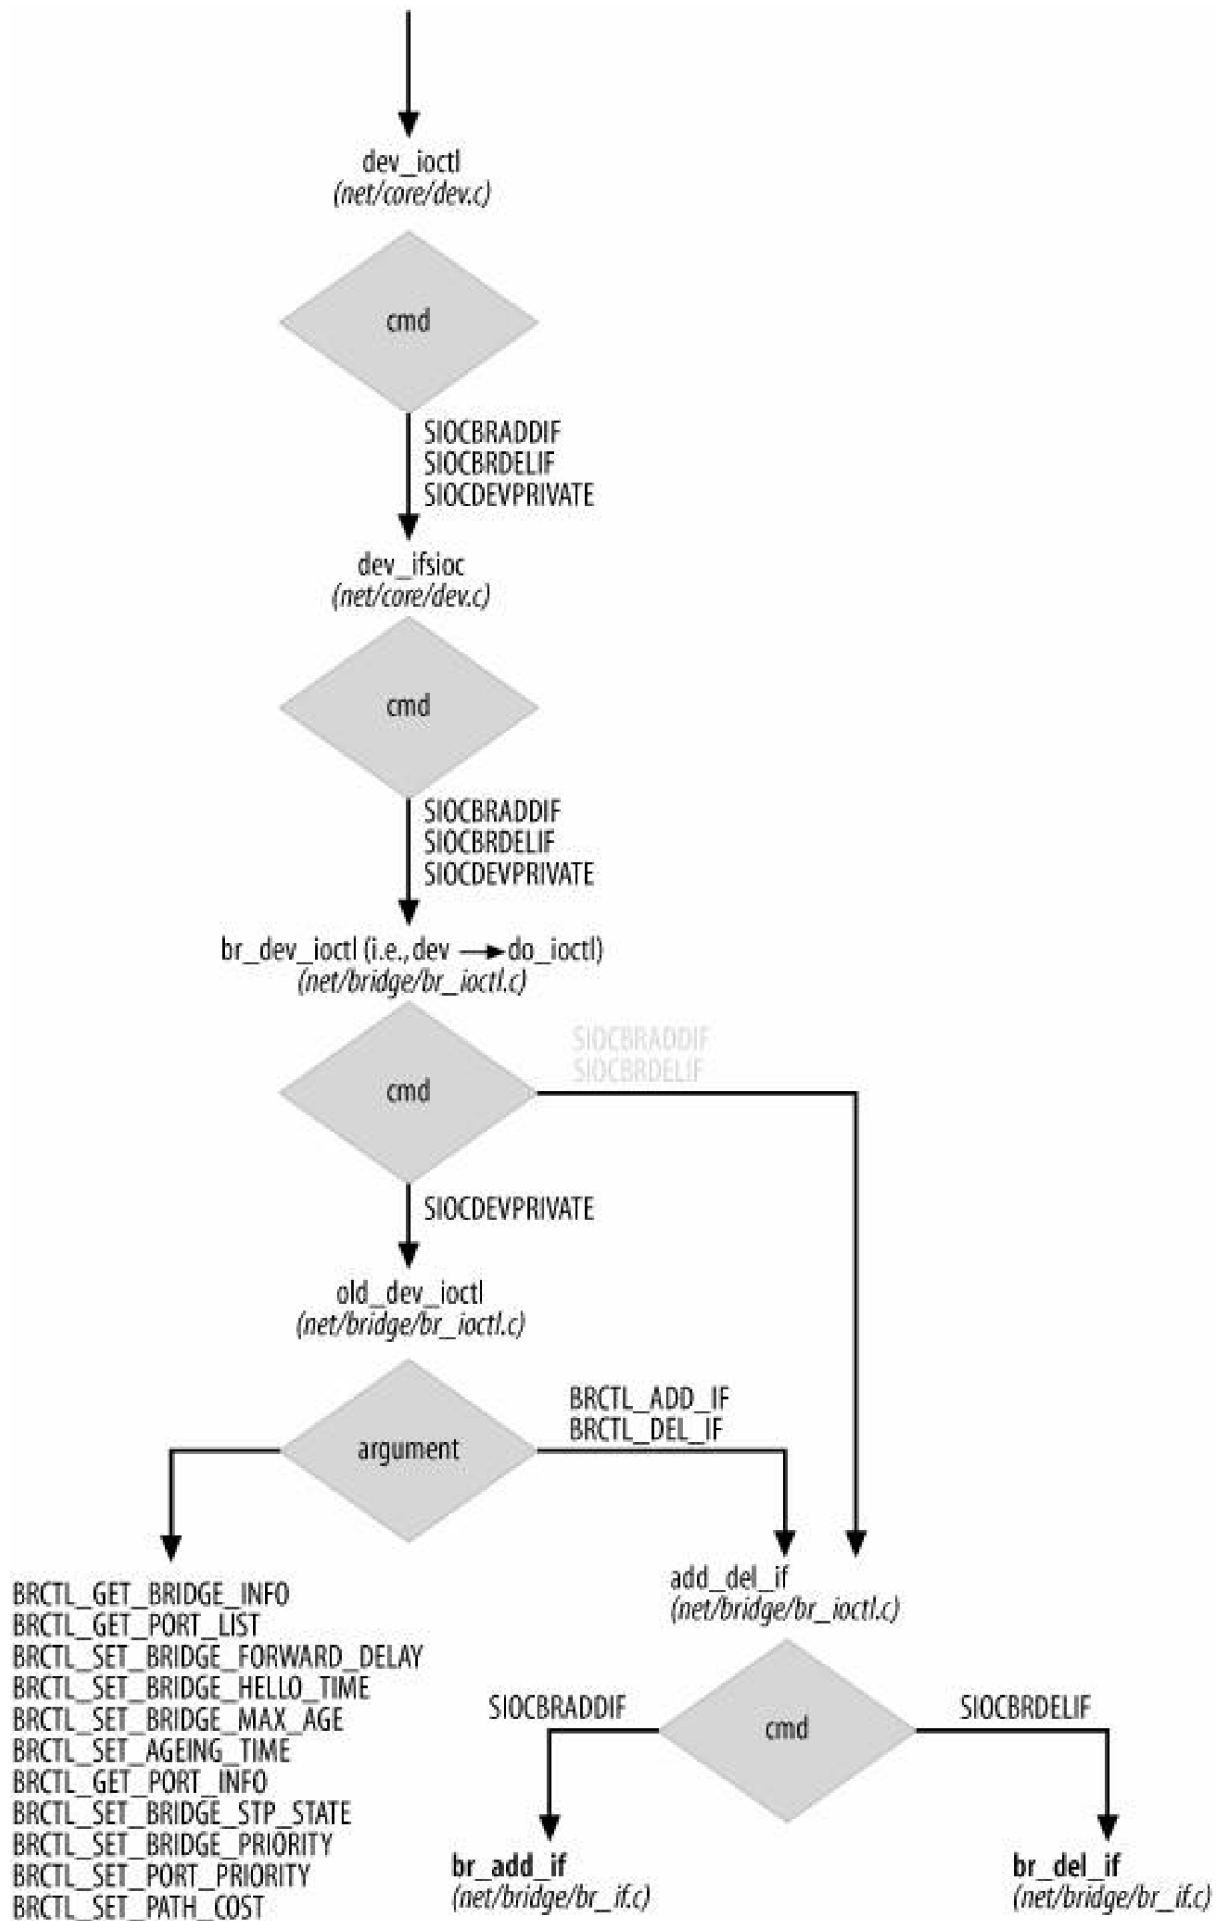 dev_ioctl
(net/core/dev.c)
cmd
SIOCBRADDIF
SIOCBRDELIF
SIOCDEVPRIVATE
dev_ifsioc
(net/core/dev.c)
cmd
SIOCBRADDIF
SIOCBRDELIF
SIOCDEVPRIVATE
br_dev_ioctl (i.e., dev → do_ioctl)
(net/bridge/br_ioctl.c)
SIOCBRADDIF
SIOCBRDELIF
cmd
SIOCDEVPRIVATE
old_dev_ioctl
(net/bridge/br_ioctl.c)
BRCTL_ADD_IF
BRCTL_DEL_IF
argument
add_del_if
(net/bridge/br_ioctl.c)
BRCTL_GET_BRIDGE_INFO
BRCTL_GET_PORT_LIST
BRCTL_SET_BRIDGE_FORWARD_DELAY
BRCTL_SET_BRIDGE_HELLO_TIME
BRCTL_SET_BRIDGE_MAX_AGE
BRCTL_SET_AGEING_TIME
BRCTL_GET_PORT_INFO
BRCTL_SET_BRIDGE_STP_STATE
BRCTL_SET_BRIDGE_PRIORITY
BRCTL_SET_PORT_PRIORITY
BRCTL_SET_PATH_COST
SIOCBRADDIF
cmd
SIOCBRDELIF
br_add_if
(net/bridge/br_if.c)
br_del_if
(net/bridge/br_if.c)